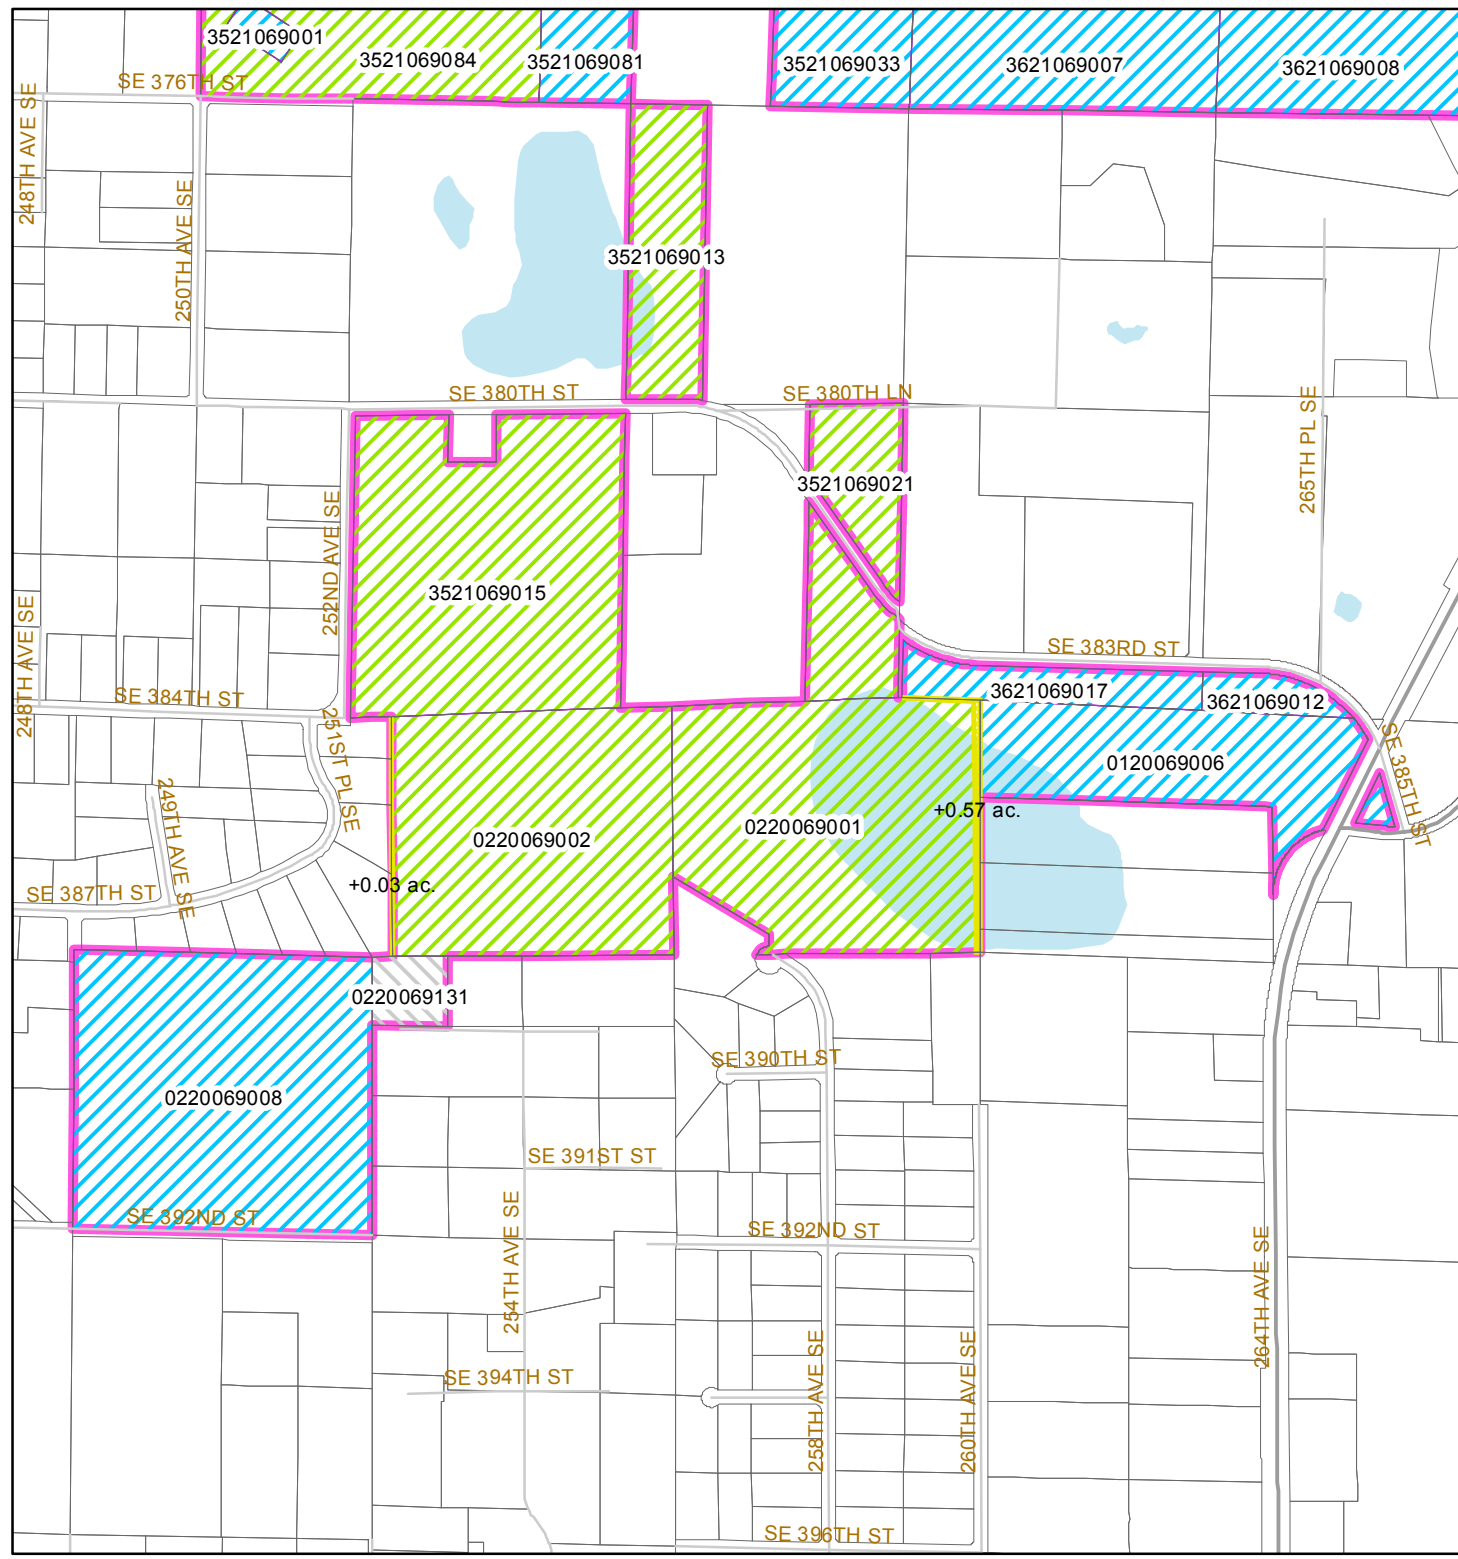 3521069001
3521069084
3521069081
3521069033
3621069007
3621069008
SE 376TH ST
248TH AVE SE
250TH AVE SE
3521069013
SE 380TH ST
SE 380TH LN
265TH PL SE
3521069021
252ND AVE SE
3521069015
248TH AVE SE
SE 383RD ST
SE 384TH ST
3621069017
3621069012
251ST PL SE
SE 385TH ST
0120069006
249TH AVE SE
+0.57 ac.
0220069001
0220069002
+0.03 ac.
SE 387TH ST
0220069131
SE 390TH ST
0220069008
SE 391ST ST
SE 392ND ST
SE 392ND ST
254TH AVE SE
264TH AVE SE
258TH AVE SE
260TH AVE SE
SE 394TH ST
SE 396TH ST